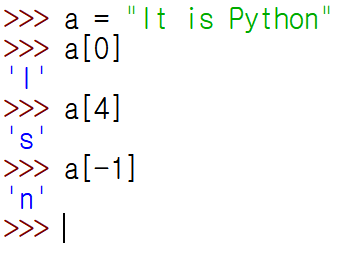 >>> a = "It is Python"
>>> a[0]
'I'
>>> a[4]
's'
>>> a[-1]
'n'
>>>